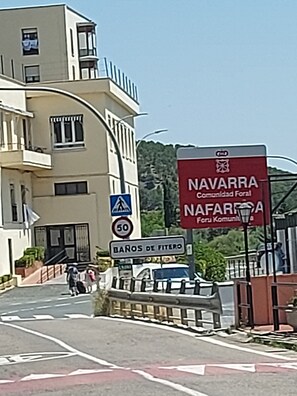 NAVARRA
Comunidad Foral
NAFARROA
Foru Komunitatea
50
BAÑOS DE FITERO